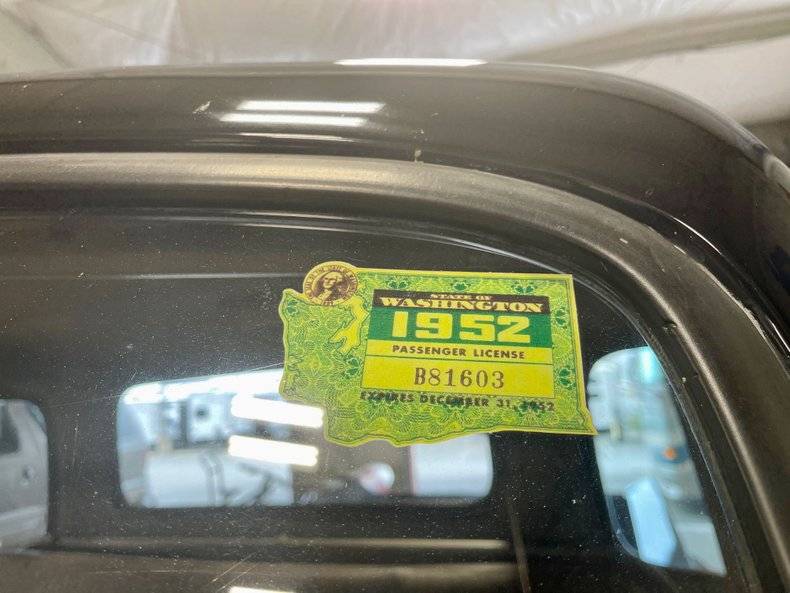 STATE OF
WASHINGTON
1952
PASSENGER LICENSE
B81603
EXPIRES DECEMBER 31, 1952